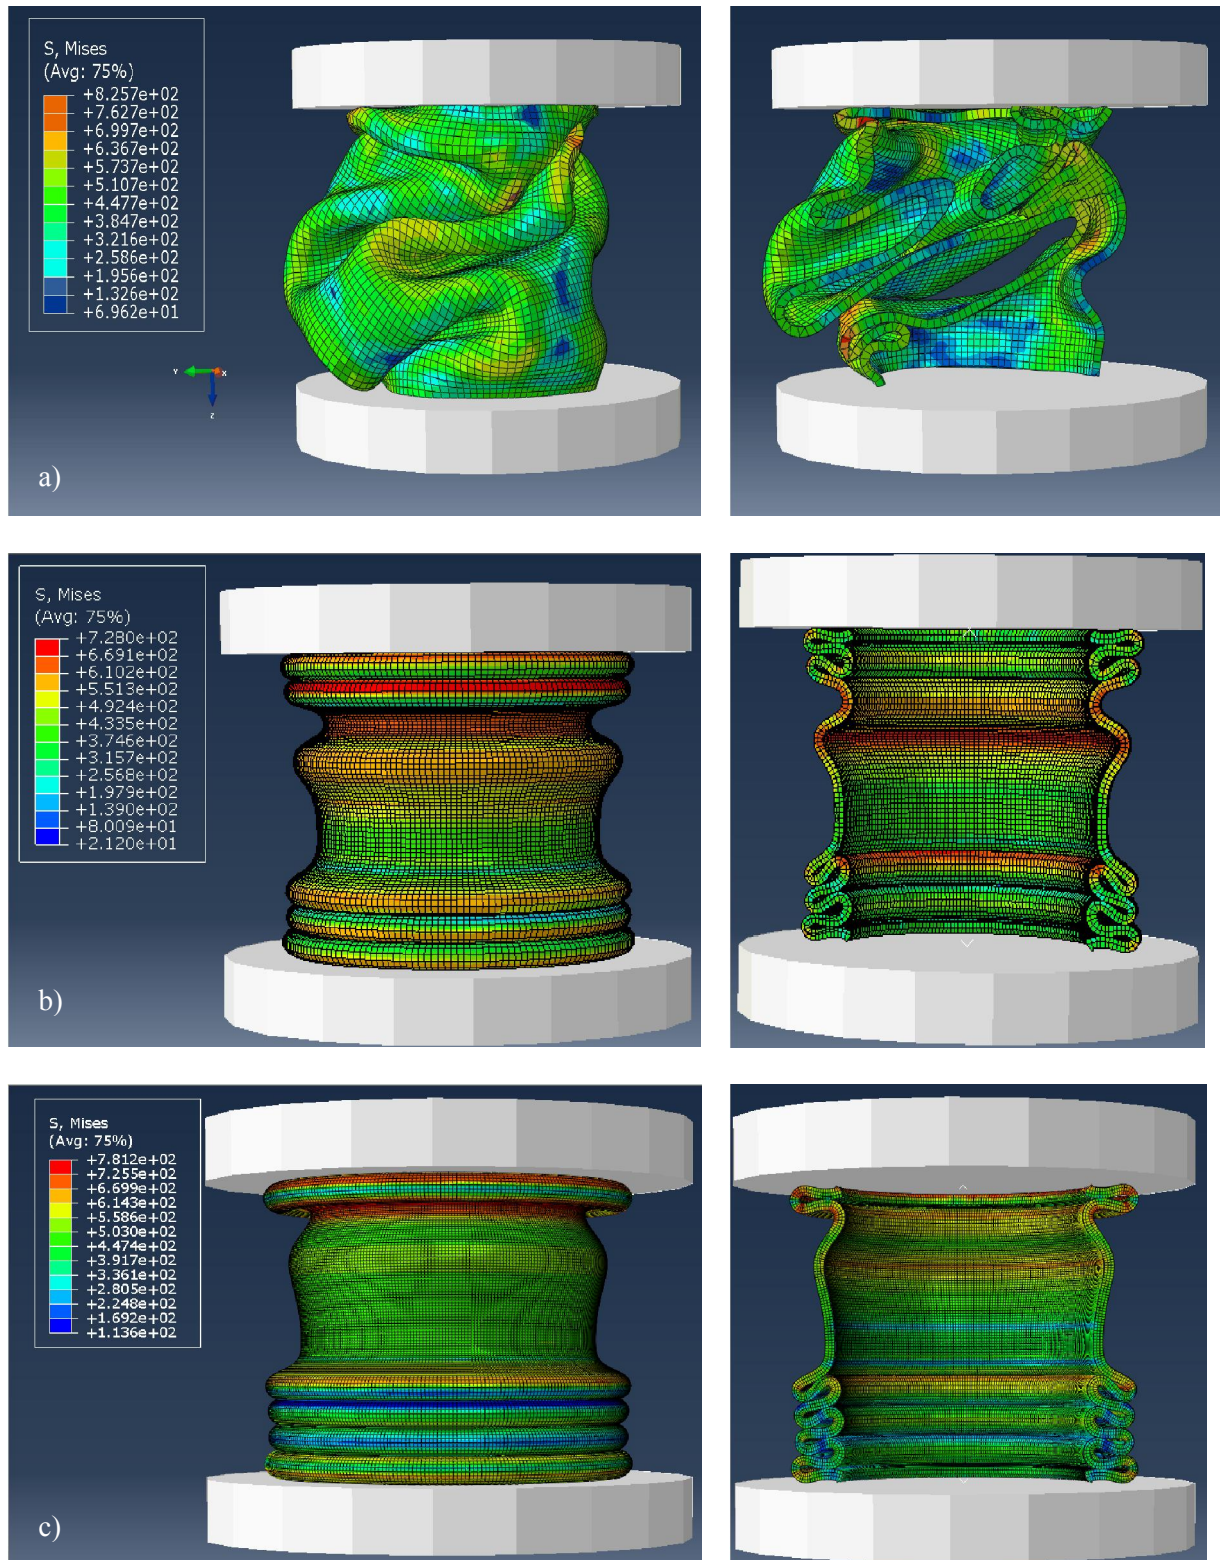 S, Mises
(Avg: 75%)
+8.257e+02
+7.627e+02
+6.997e+02
+6.367e+02
+5.737e+02
+5.107e+02
+4.477e+02
+3.847e+02
+3.216e+02
+2.586e+02
+1.956e+02
+1.326e+02
+6.962e+01
Y
X
Z
a)
S, Mises
(Avg: 75%)
+7.280e+02
+6.691e+02
+6.102e+02
+5.513e+02
+4.924e+02
+4.335e+02
+3.746e+02
+3.157e+02
+2.568e+02
+1.979e+02
+1.390e+02
+8.009e+01
+2.120e+01
b)
S, Mises
(Avg: 75%)
+7.812e+02
+7.255e+02
+6.699e+02
+6.143e+02
+5.586e+02
+5.030e+02
+4.474e+02
+3.917e+02
+3.361e+02
+2.805e+02
+2.248e+02
+1.692e+02
+1.136e+02
c)